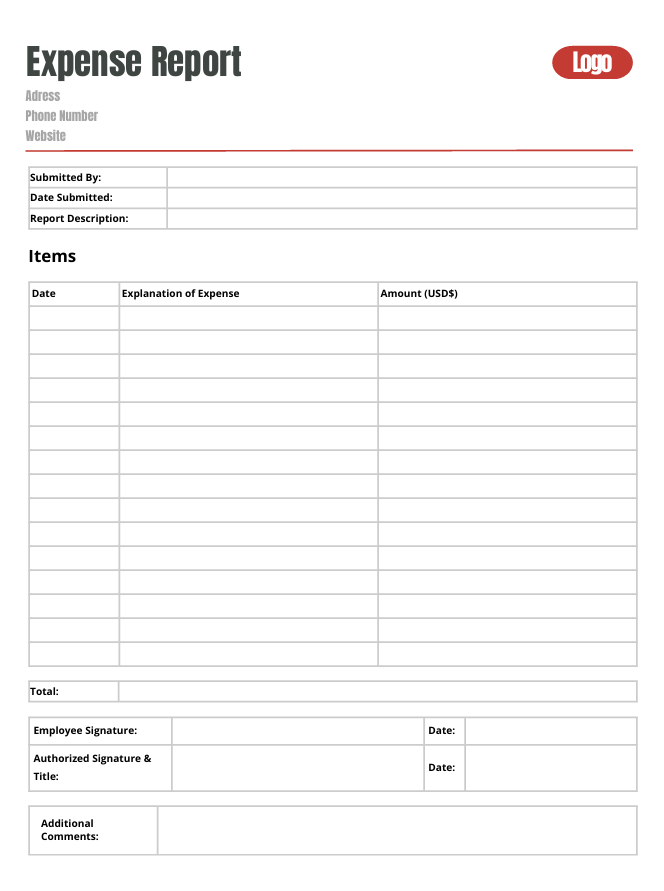 Expense Report
Logo
Adress
Phone Number
Website
Submitted By:
Date Submitted:
Report Description:
Items
Date Explanation of Expense Amount (USD$)
Total:
Employee Signature: Date:
Authorized Signature &
Title:
Date:
Additional
Comments: